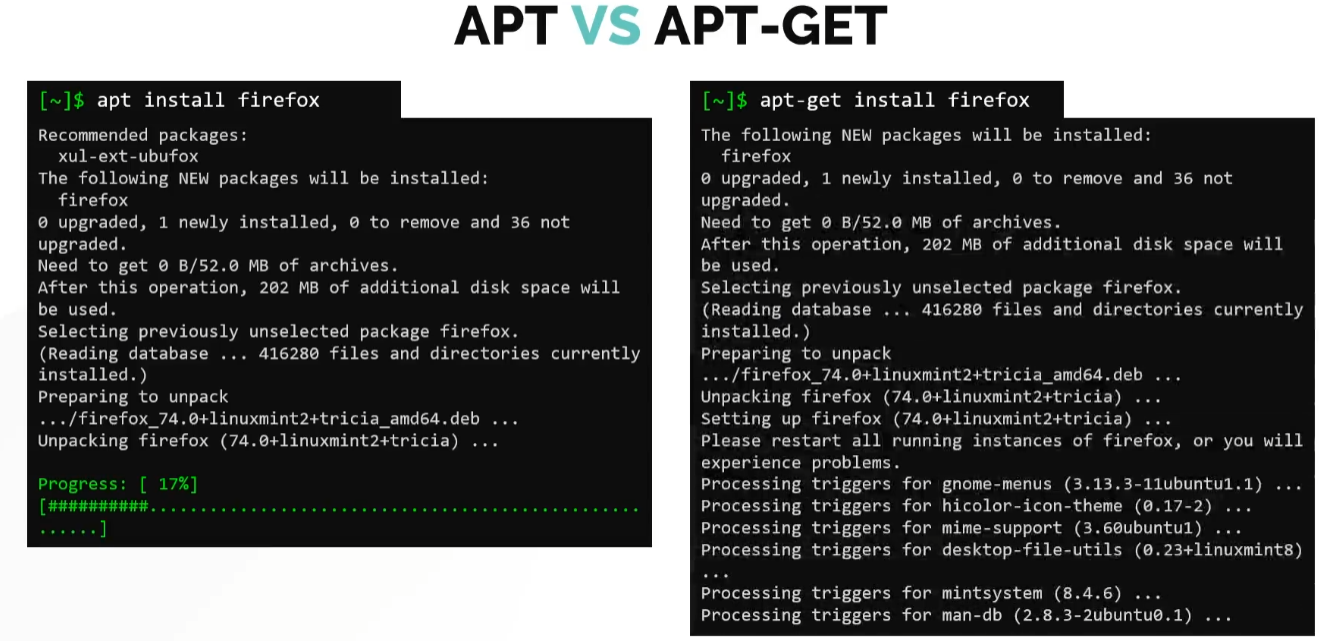 APT VS APT-GET
[~]$ apt install firefox
Recommended packages:
xul-ext-ubufox
The following NEW packages will be installed:
firefox
0 upgraded, 1 newly installed, 0 to remove and 36 not
upgraded.
Need to get 0 B/52.0 MB of archives.
After this operation, 202 MB of additional disk space will
be used.
Selecting previously unselected package firefox.
(Reading database ... 416280 files and directories currently
installed.)
Preparing to unpack
.../firefox_74.0+linuxmint2+tricia_amd64.deb ...
Unpacking firefox (74.0+linuxmint2+tricia) ...
Progress: [ 17%]
[##########.................................................
......]
[~]$ apt-get install firefox
The following NEW packages will be installed:
firefox
0 upgraded, 1 newly installed, 0 to remove and 36 not
upgraded.
Need to get 0 B/52.0 MB of archives.
After this operation, 202 MB of additional disk space will
be used.
Selecting previously unselected package firefox.
(Reading database ... 416280 files and directories currently
installed.)
Preparing to unpack
.../firefox_74.0+linuxmint2+tricia_amd64.deb ...
Unpacking firefox (74.0+linuxmint2+tricia) ...
Setting up firefox (74.0+linuxmint2+tricia) ...
Please restart all running instances of firefox, or you will
experience problems.
Processing triggers for gnome-menus (3.13.3-11ubuntu1.1) ...
Processing triggers for hicolor-icon-theme (0.17-2) ...
Processing triggers for mime-support (3.60ubuntu1) ...
Processing triggers for desktop-file-utils (0.23+linuxmint8)
...
Processing triggers for mintsystem (8.4.6) ...
Processing triggers for man-db (2.8.3-2ubuntu0.1) ...